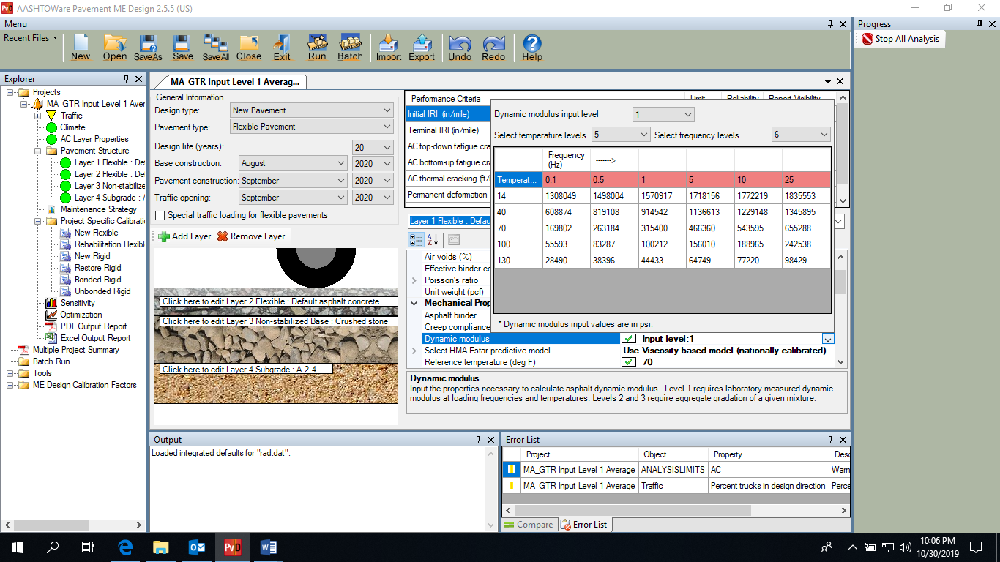 AASHTOWare Pavement ME Design 2.5.5 (US)
Menu
Recent Files
New Open SaveAs Save SaveAll Close Exit Run Batch Import Export Undo Redo Help
Progress
Stop All Analysis
Explorer
Projects
MA_GTR Input Level 1 Aver
Traffic
Climate
AC Layer Properties
Pavement Structure
Layer 1 Flexible : De
Layer 2 Flexible : De
Layer 3 Non-stabilize
Layer 4 Subgrade : A
Maintenance Strategy
Project Specific Calibratio
New Flexible
Rehabilitation Flexibl
New Rigid
Restore Rigid
Bonded Rigid
Unbonded Rigid
Sensitivity
Optimization
PDF Output Report
Excel Output Report
Multiple Project Summary
Batch Run
Tools
ME Design Calibration Factors
MA_GTR Input Level 1 Averag...
General Information
Design type: New Pavement
Pavement type: Flexible Pavement
Design life (years): 20
Base construction: August 2020
Pavement construction: September 2020
Traffic opening: September 2020
Special traffic loading for flexible pavements
Add Layer Remove Layer
Click here to edit Layer 2 Flexible : Default asphalt concrete
Click here to edit Layer 3 Non-stabilized Base : Crushed stone
Click here to edit Layer 4 Subgrade : A-2-4
Performance Criteria Limit Reliability Report Visibility
Initial IRI (in/mile)
Terminal IRI (in/mile)
AC top-down fatigue cra
AC bottom-up fatigue cra
AC thermal cracking (ft/
Permanent deformation -
Layer 1 Flexible : Defau
Dynamic modulus input level 1
Select temperature levels 5 Select frequency levels 6
Frequency (Hz) ------->
Temperat... 0.1 0.5 1 5 10 25
14 1308049 1498004 1570917 1718156 1772219 1835553
40 608874 819108 914542 1136613 1229148 1345895
70 169802 263184 315400 466360 543595 655288
100 55593 83287 100212 156010 188965 242538
130 28490 38396 44433 64749 77220 98429
* Dynamic modulus input values are in psi.
Air voids (%)
Effective binder co
Poisson's ratio
Unit weight (pcf)
Mechanical Prop
Asphalt binder
Creep compliance
Dynamic modulus Input level:1
Select HMA Estar predictive model Use Viscosity based model (nationally calibrated).
Reference temperature (deg F) 70
Dynamic modulus
Input the properties necessary to calculate asphalt dynamic modulus. Level 1 requires laboratory measured dynamic
modulus at loading frequencies and temperatures. Levels 2 and 3 require aggregate gradation of a given mixture.
Output
Loaded integrated defaults for "rad.dat".
Error List
Project Object Property Desc
MA_GTR Input Level 1 Average ANALYSISLIMITS AC Warn
MA_GTR Input Level 1 Average Traffic Percent trucks in design direction Perce
Compare Error List
10:06 PM
10/30/2019